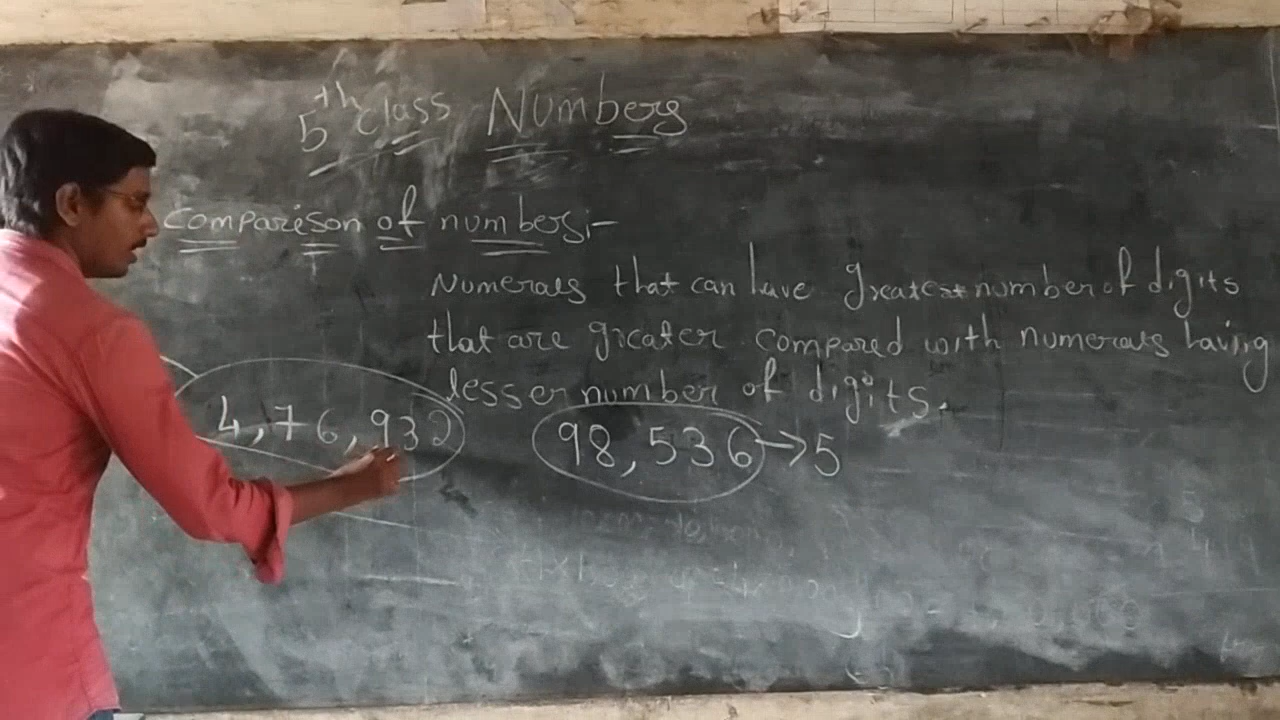 5th class Numbers
Comparison of numbers:-
Numerals that can have greatest number of digits
that are greater compared with numerals having
lesser number of digits.
4,76,932 98,536→5